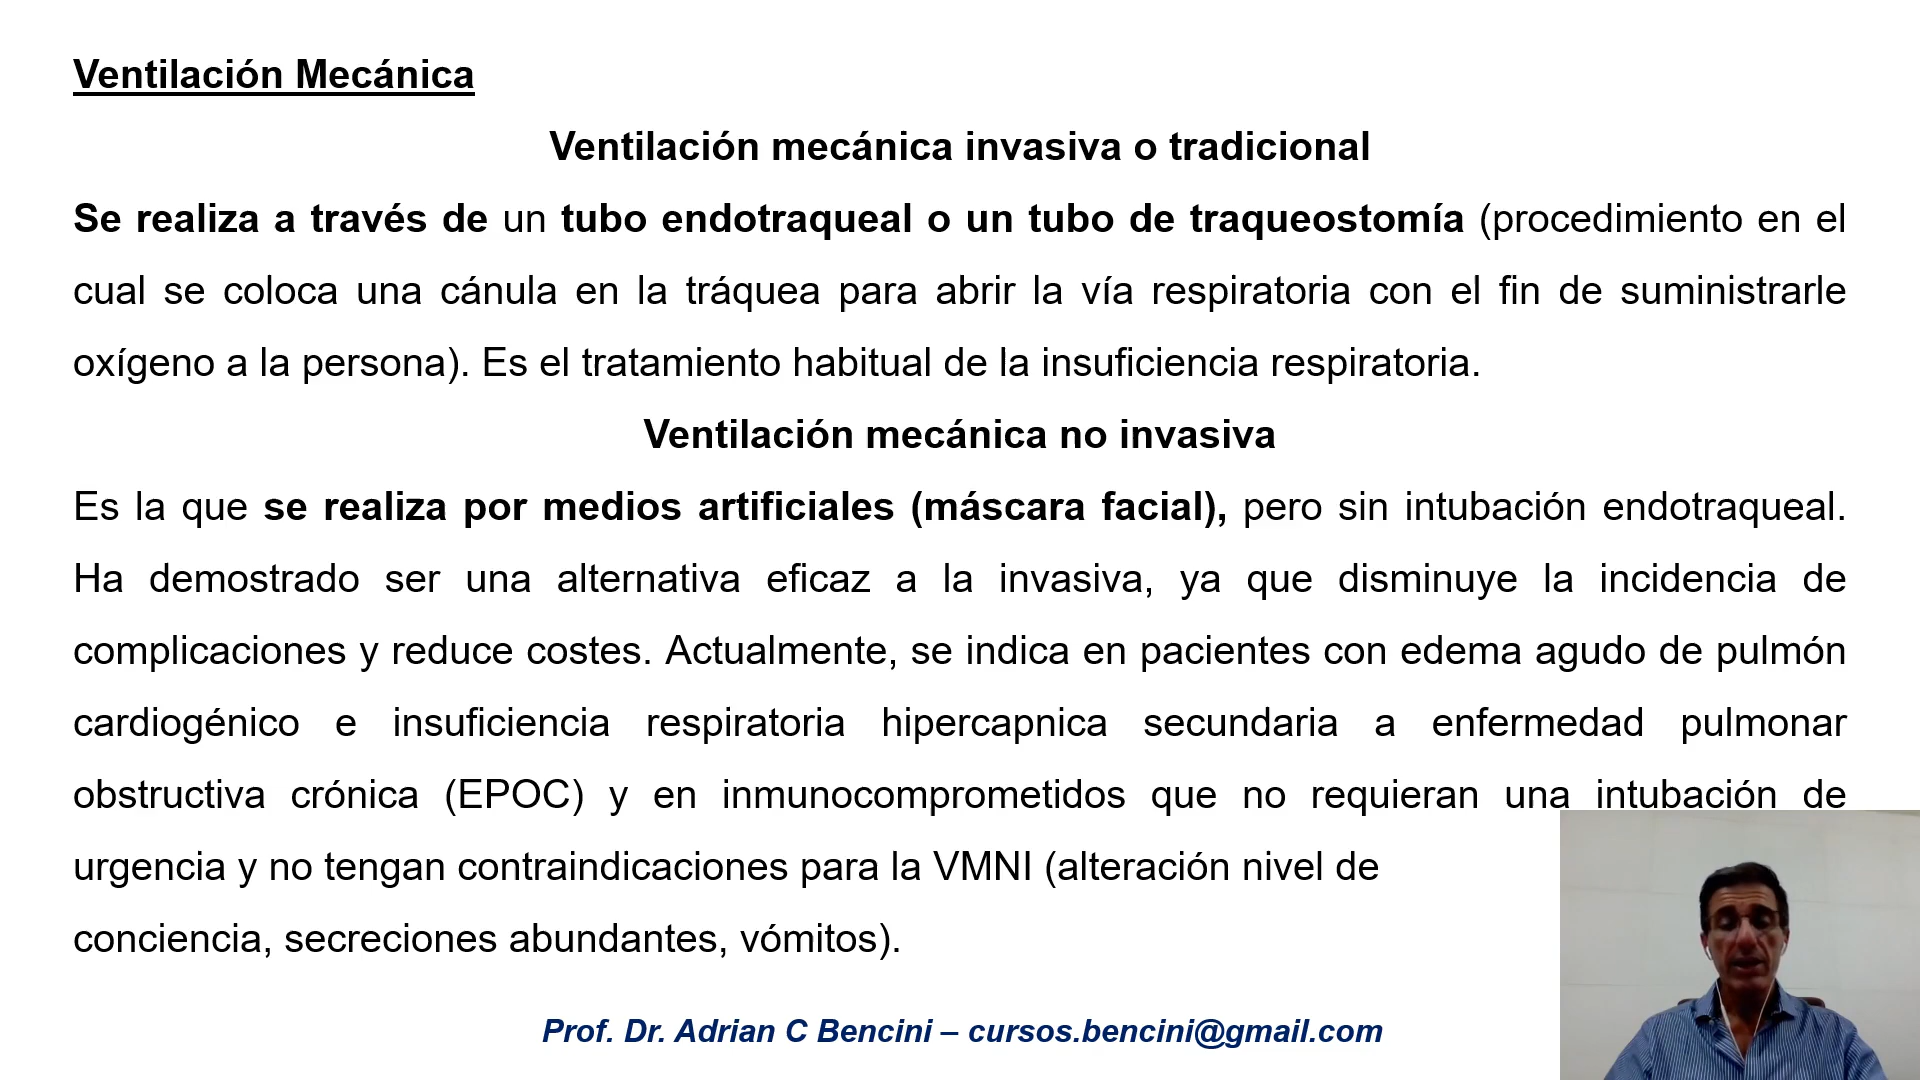 Ventilación Mecánica
Ventilación mecánica invasiva o tradicional
Se realiza a través de un tubo endotraqueal o un tubo de traqueostomía (procedimiento en el
cual se coloca una cánula en la tráquea para abrir la vía respiratoria con el fin de suministrarle
oxígeno a la persona). Es el tratamiento habitual de la insuficiencia respiratoria.
Ventilación mecánica no invasiva
Es la que se realiza por medios artificiales (máscara facial), pero sin intubación endotraqueal.
Ha demostrado ser una alternativa eficaz a la invasiva, ya que disminuye la incidencia de
complicaciones y reduce costes. Actualmente, se indica en pacientes con edema agudo de pulmón
cardiogénico e insuficiencia respiratoria hipercapnica secundaria a enfermedad pulmonar
obstructiva crónica (EPOC) y en inmunocomprometidos que no requieran una intubación de
urgencia y no tengan contraindicaciones para la VMNI (alteración nivel de
conciencia, secreciones abundantes, vómitos).
Prof. Dr. Adrian C Bencini – cursos.bencini@gmail.com